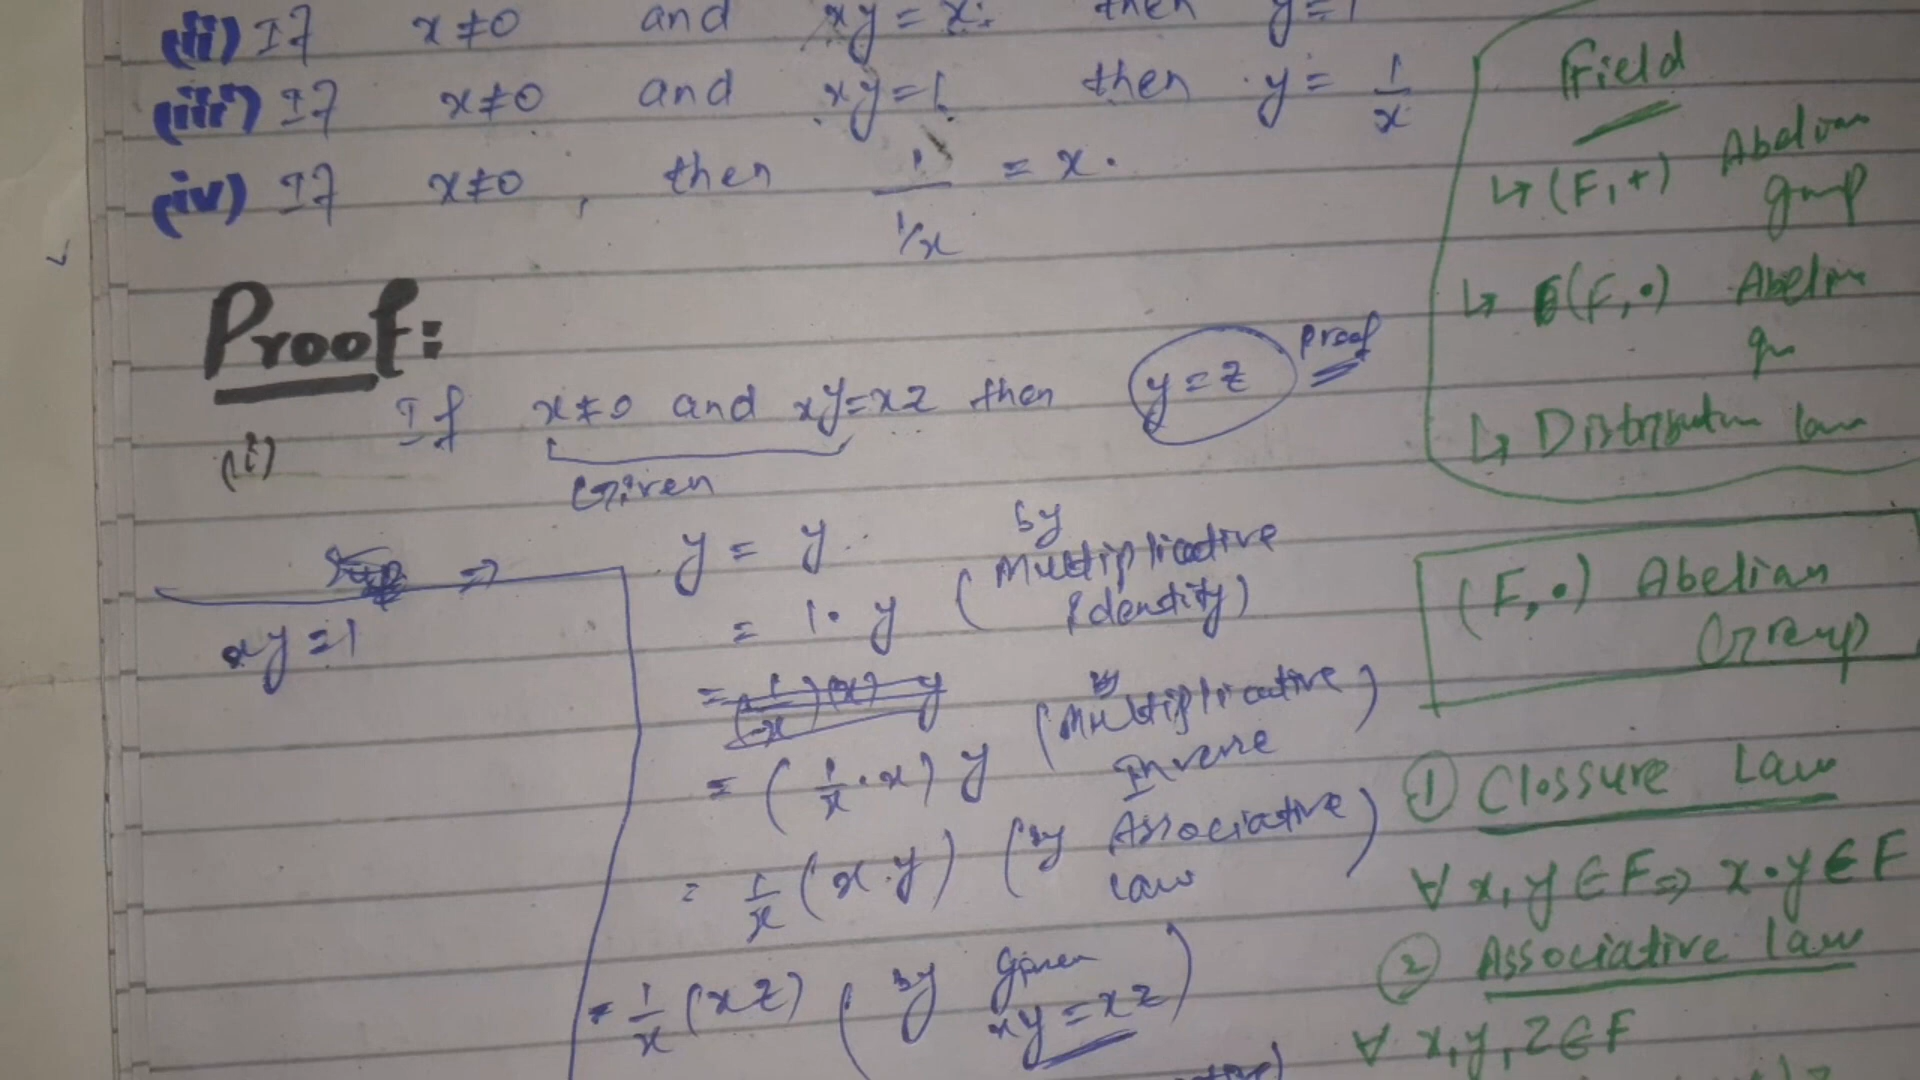 (ii) If x≠0 and xy = x; then y=1
(iii) If x≠0 and xy=1 then y= 1/x
(iv) If x≠0, then 1/(1/x) = x.
Proof:
(i) If x≠0 and xy=xz then y=z proof
Given
y = y
= 1. y (by Multiplicative Identity)
= (1/x)(x) y
= (1/x . x) y (by Multiplicative Inverse)
= 1/x (x.y) (by Associative law)
= 1/x (xz) (by given xy=xz)
⇒
xy=1
Field
↳ (F,+) Abelian group
↳ (F,•) Abelian
↳ Distributive law
(F,•) Abelian
Group
① Clossure Law
∀ x,y ∈ F ⇒ x•y ∈ F
② Associative law
∀ x,y,z ∈ F